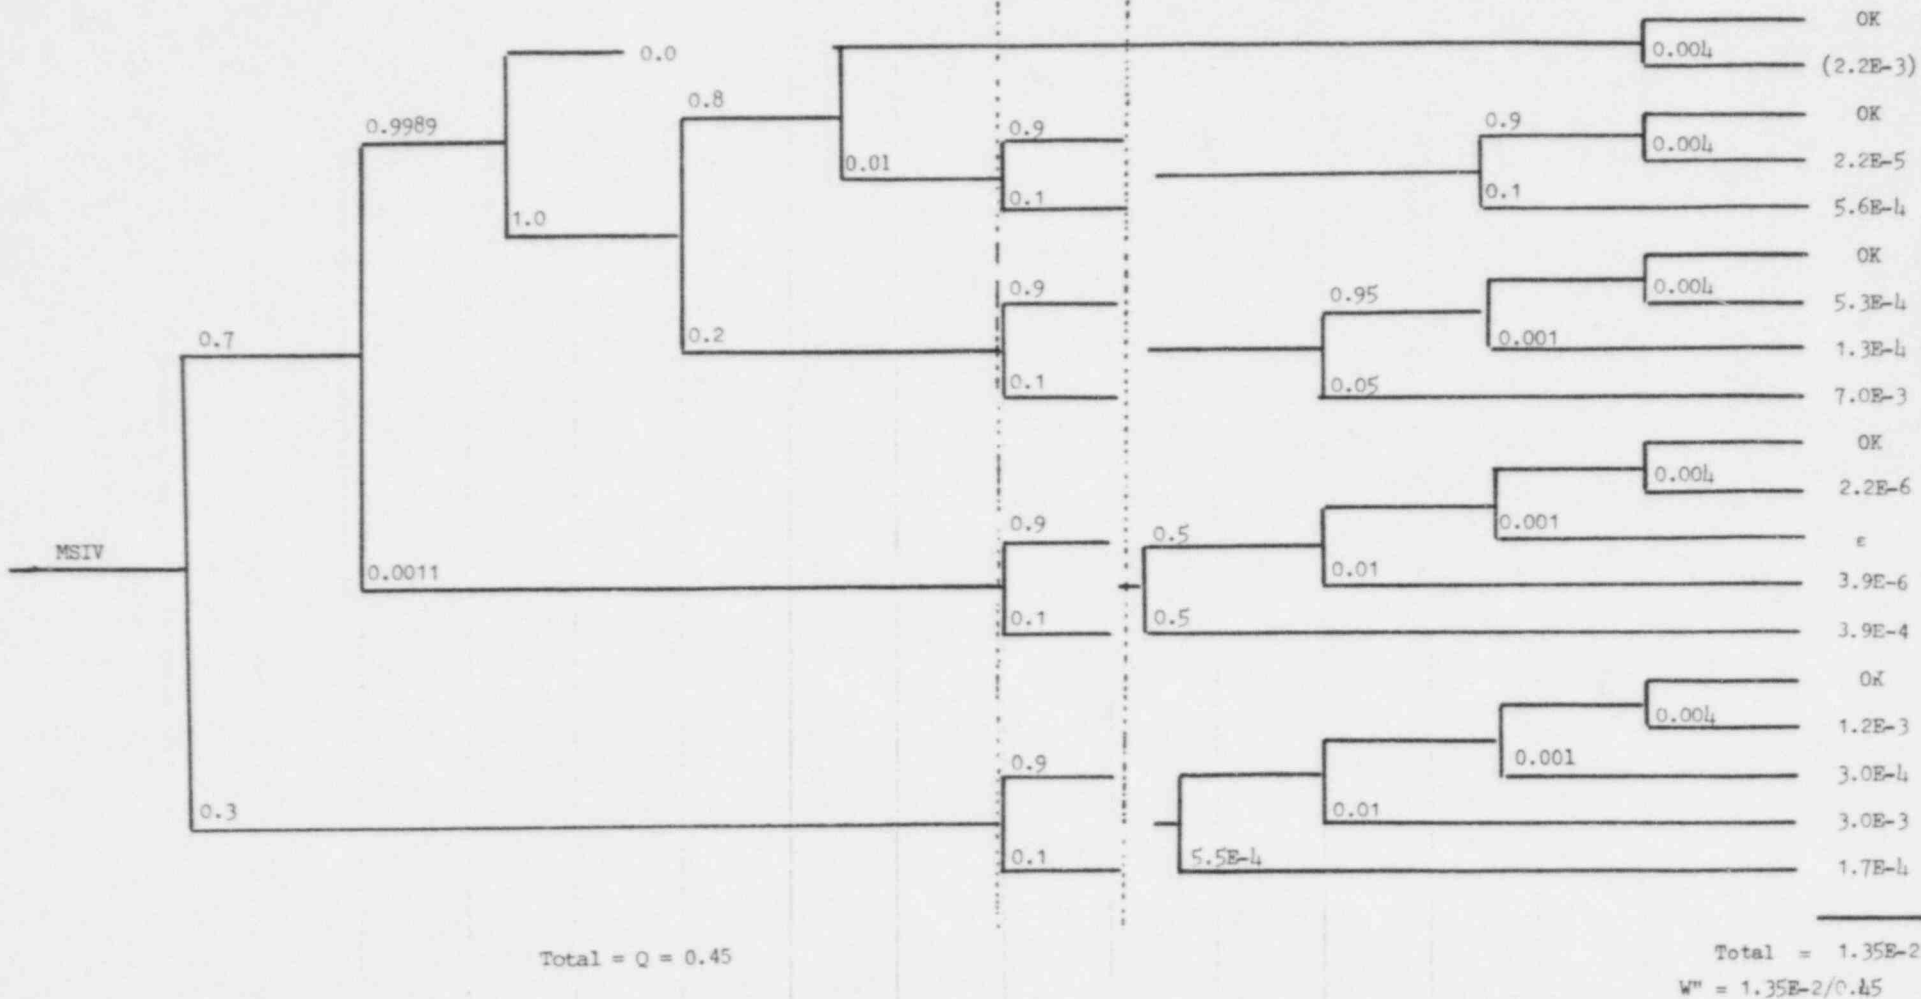 OK
0.004
0.0
(2.2E-3)
0.8
OK
0.9989
0.9
0.9
0.004
0.01
2.2E-5
0.1
0.1
5.6E-4
1.0
OK
0.9
0.95
0.004
5.3E-4
0.7
0.2
0.001
1.3E-4
0.1
0.05
7.0E-3
OK
0.004
2.2E-6
0.9
0.5
0.001
ε
MSIV
0.0011
0.01
3.9E-6
0.1
0.5
3.9E-4
OK
0.004
1.2E-3
0.9
0.001
3.0E-4
0.3
0.01
3.0E-3
0.1
5.5E-4
1.7E-4
Total = Q = 0.45
Total = 1.35E-2
W" = 1.35E-2/0.45